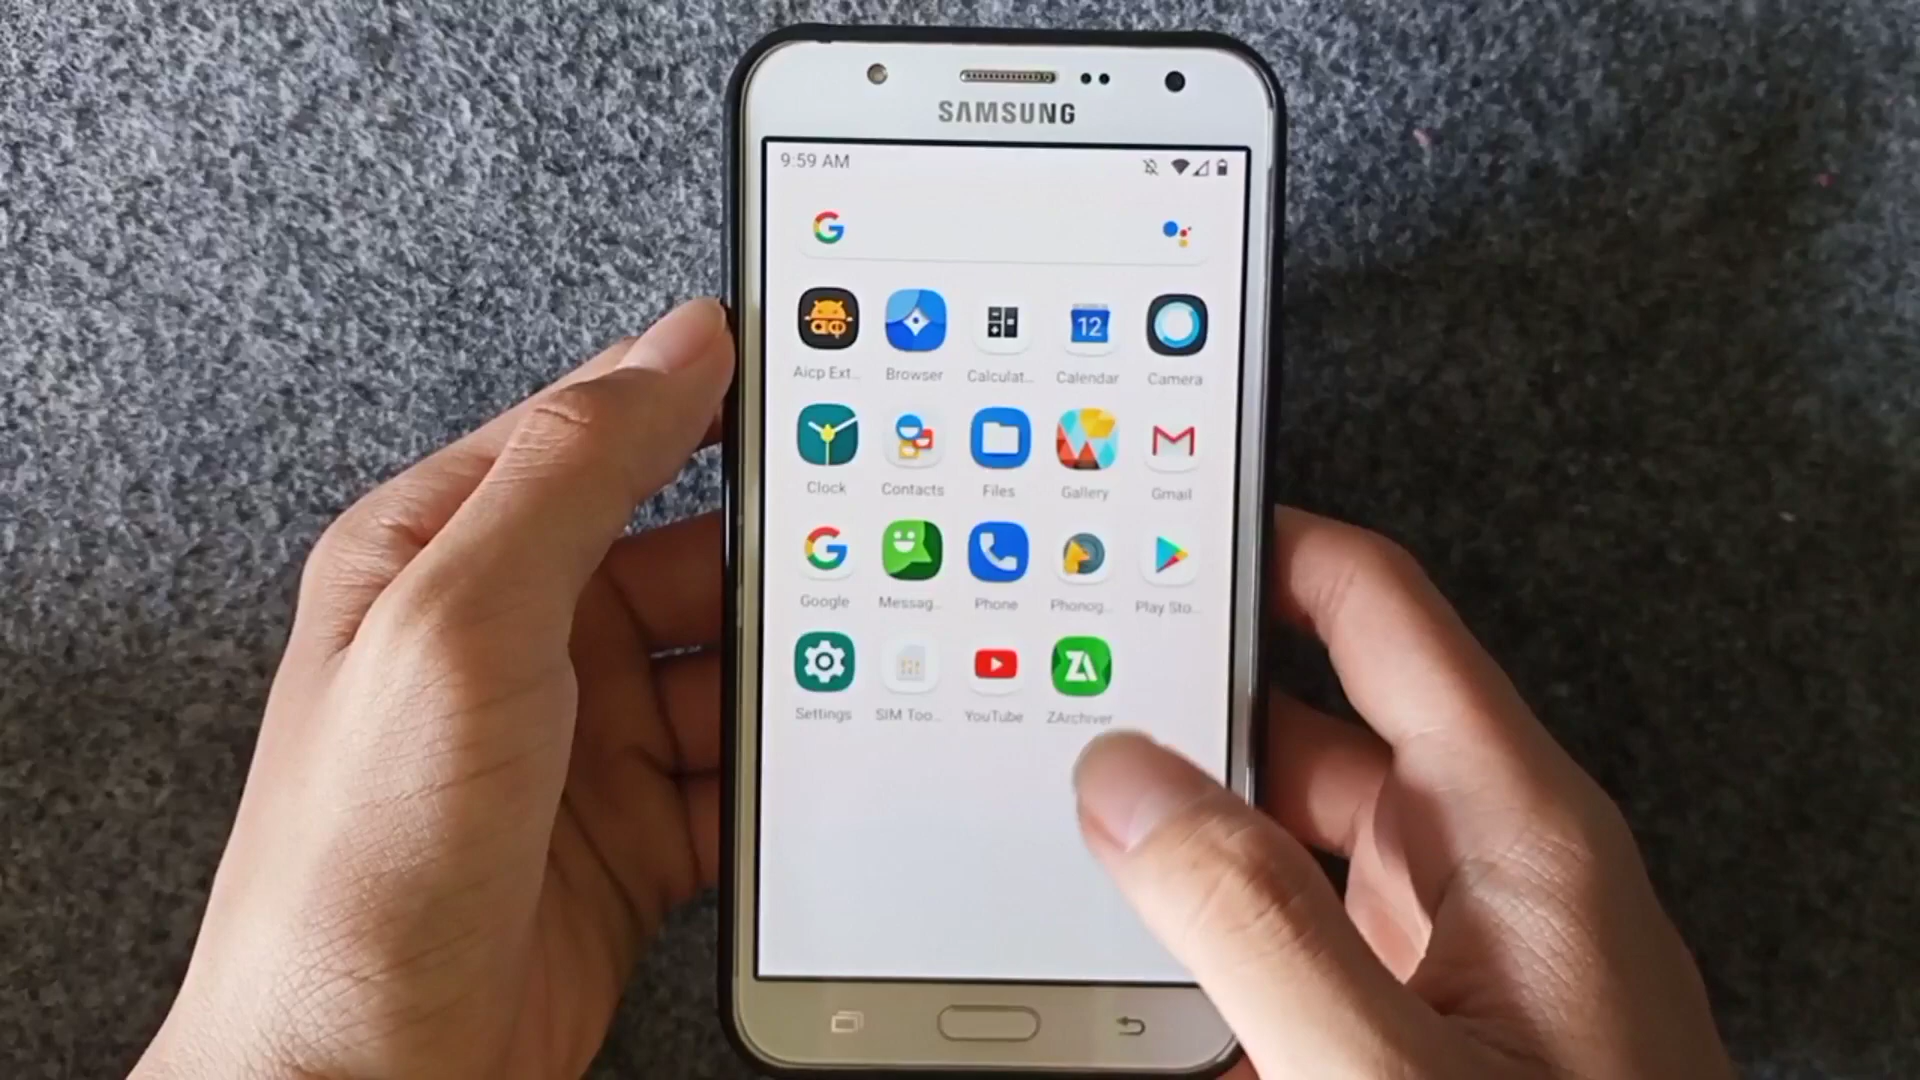 SAMSUNG
9:59 AM
G
12
Aicp Ext... Browser Calculat... Calendar Camera
Clock Contacts Files Gallery Gmail
G
Google Messag... Phone Phonog... Play Sto...
ZA
Settings SIM Too... YouTube ZArchiver